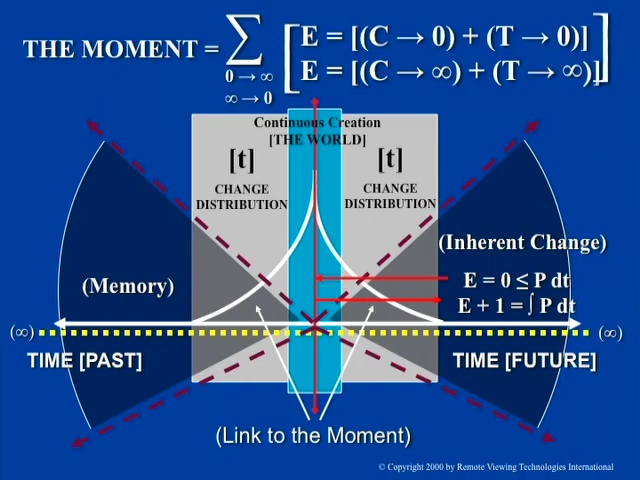 THE MOMENT = ∑ [E = [(C → 0) + (T → 0)]
0 → ∞
∞ → 0
E = [(C → ∞) + (T → ∞)]]
Continuous Creation
[THE WORLD]
[t]
[t]
CHANGE
DISTRIBUTION
CHANGE
DISTRIBUTION
(Inherent Change)
(Memory)
E = 0 ≤ P dt
E + 1 = ∫ P dt
(∞)
(∞)
TIME [PAST]
TIME [FUTURE]
(Link to the Moment)
© Copyright 2000 by Remote Viewing Technologies International